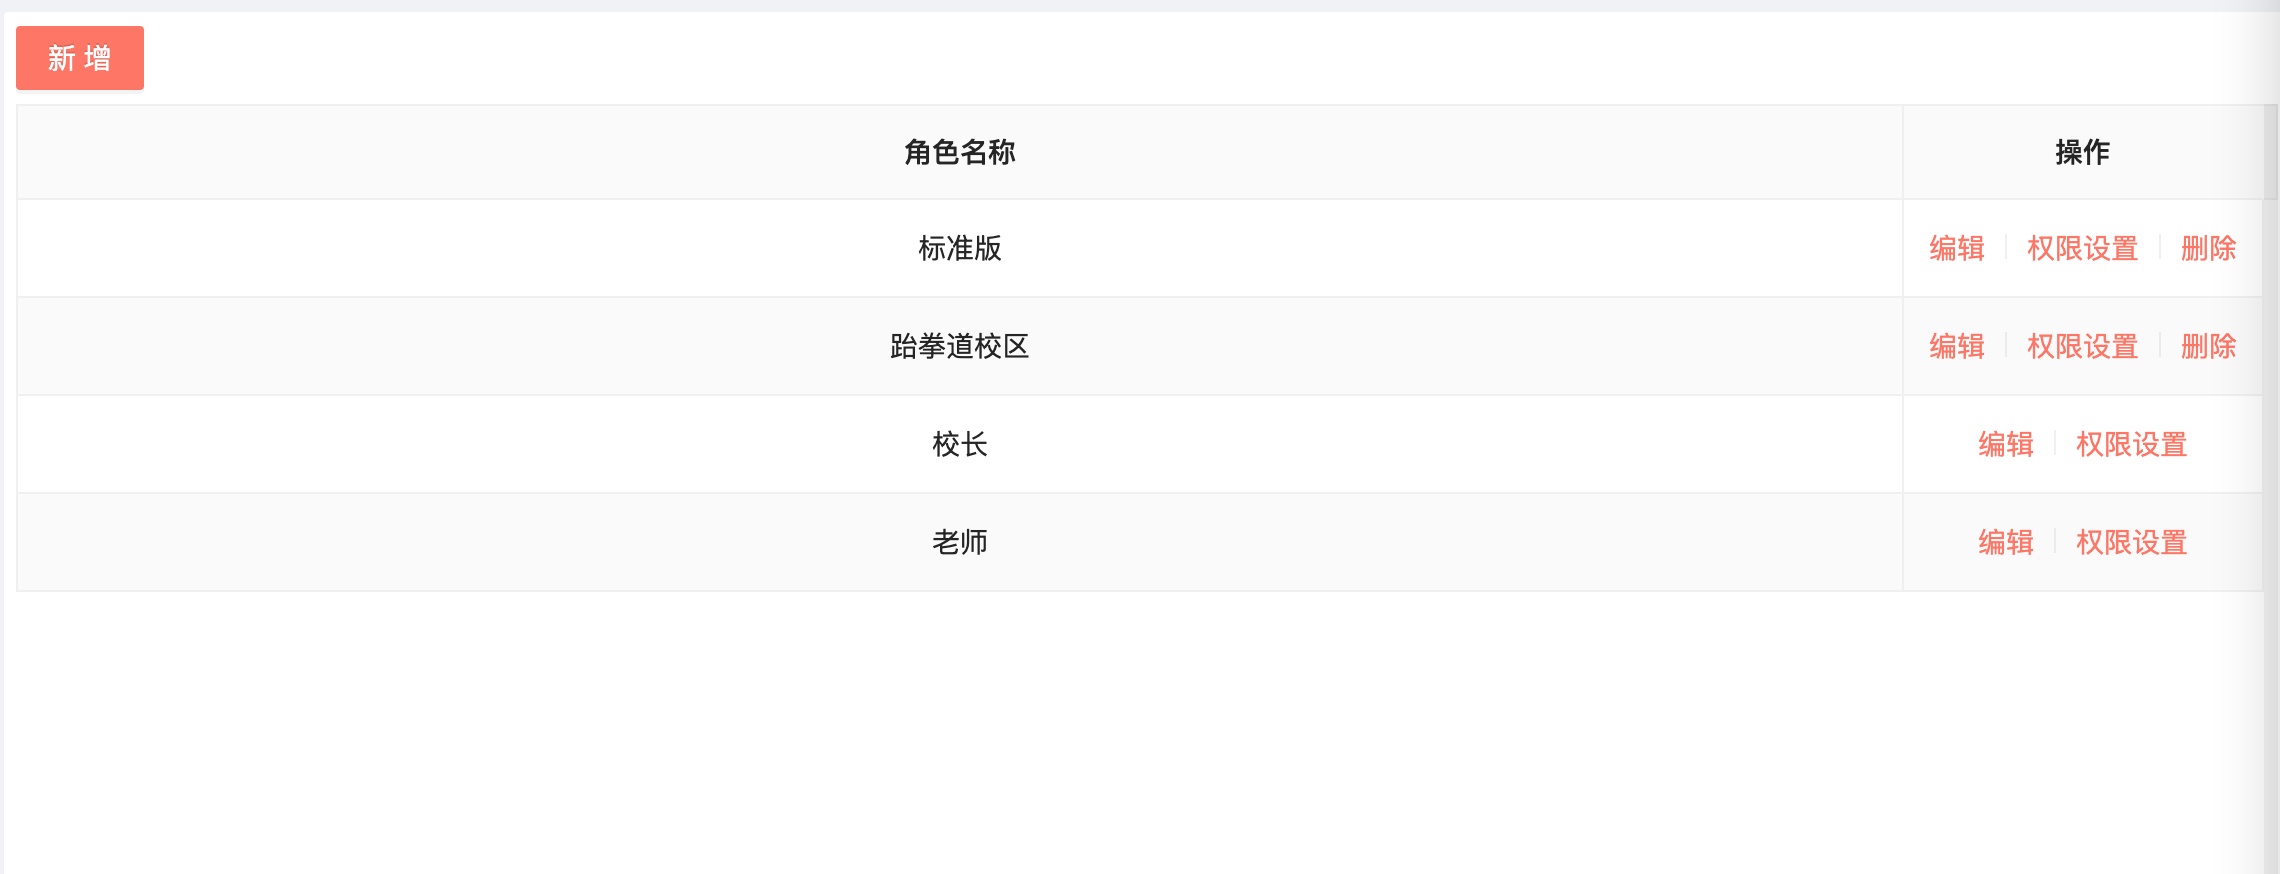 新 增
角色名称 操作
标准版 编辑 权限设置 删除
跆拳道校区 编辑 权限设置 删除
校长 编辑 权限设置
老师 编辑 权限设置